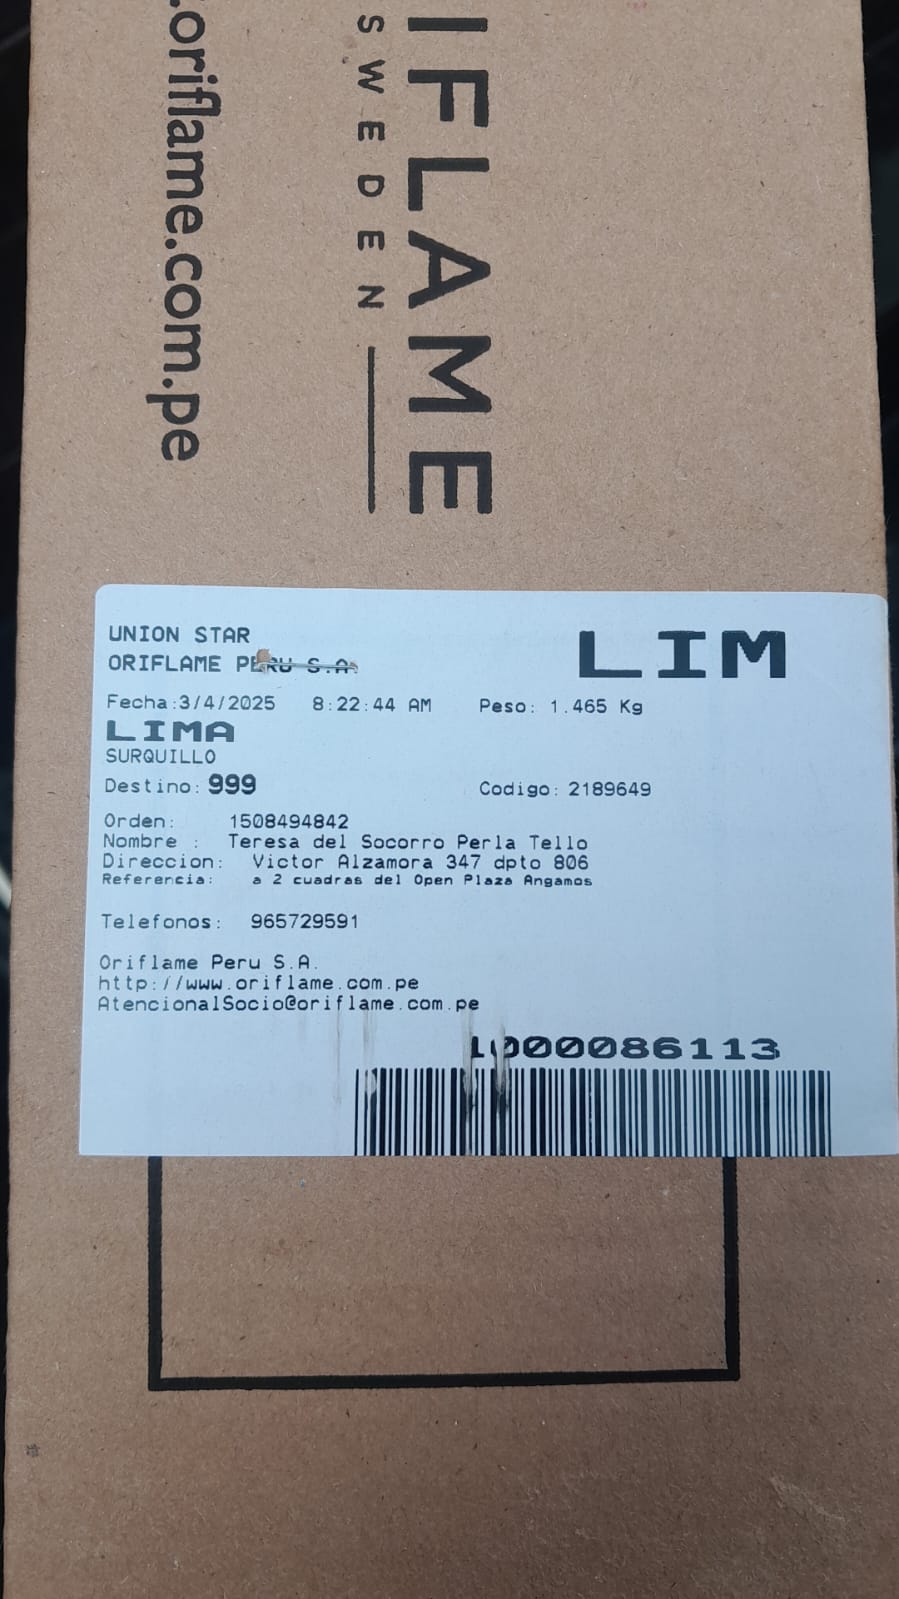 IFLAME
SWEDEN
.oriflame.com.pe
UNION STAR
LIM
ORIFLAME PERU S.A.
Fecha:3/4/2025 8:22:44 AM Peso: 1.465 Kg
LIMA
SURQUILLO
Destino: 999 Codigo: 2189649
Orden: 1508494842
Nombre : Teresa del Socorro Perla Tello
Direccion: Victor Alzamora 347 dpto 806
Referencia: a 2 cuadras del Open Plaza Angamos
Telefonos: 965729591
Oriflame Peru S.A.
http://www.oriflame.com.pe
AtencionalSocio@oriflame.com.pe
1000086113